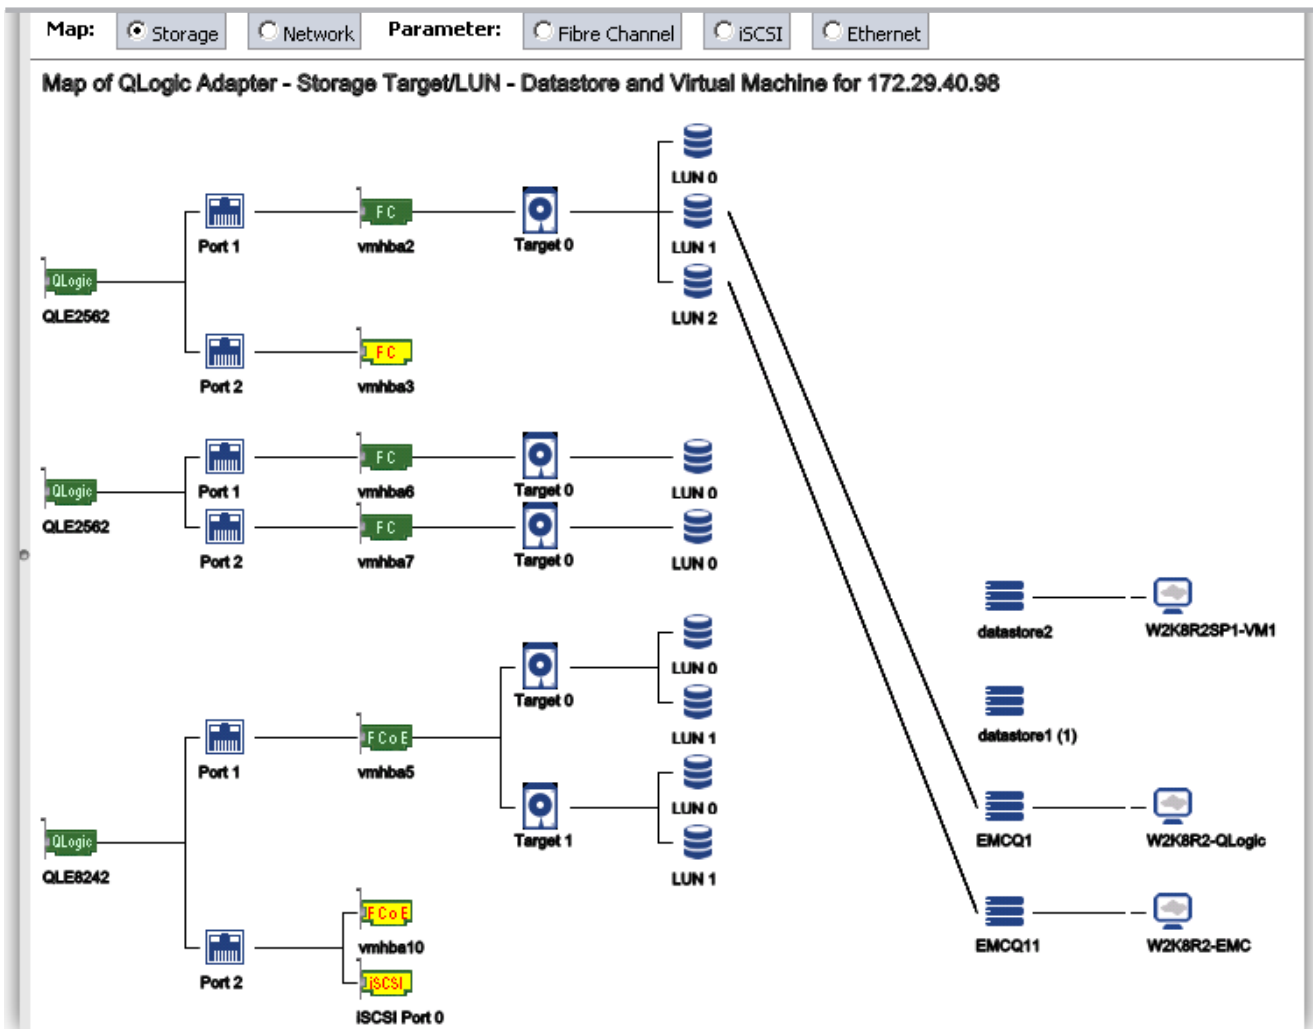 Map: Storage Network Parameter: Fibre Channel iSCSI Ethernet
Map of QLogic Adapter - Storage Target/LUN - Datastore and Virtual Machine for 172.29.40.98
LUN 0
FC
Port 1 vmhba2 Target 0 LUN 1
QLogic
QLE2562 LUN 2
FC
Port 2 vmhba3
FC
QLogic Port 1 vmhba6 Target 0 LUN 0
QLE2562 FC
Port 2 vmhba7 Target 0 LUN 0
datastore2 W2K8R2SP1-VM1
LUN 0
Target 0
FCoE LUN 1 datastore1 (1)
Port 1 vmhba5
LUN 0
QLogic Target 1 EMCQ1 W2K8R2-QLogic
QLE8242 LUN 1
FCoE
vmhba10 EMCQ11 W2K8R2-EMC
Port 2 iSCSI
iSCSI Port 0